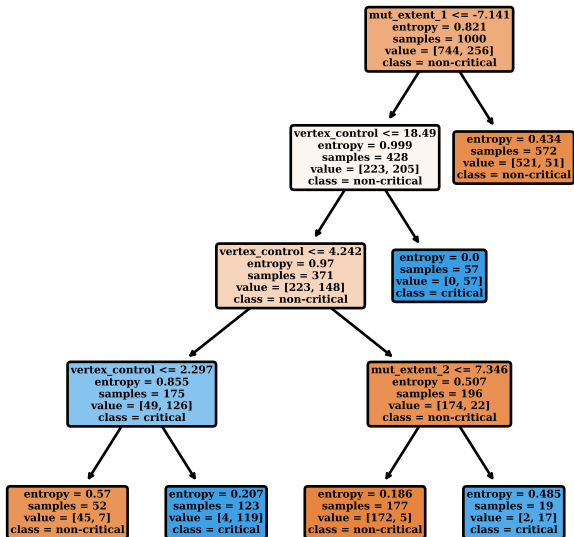 mut_extent_1 <= -7.141
entropy = 0.821
samples = 1000
value = [744, 256]
class = non-critical
vertex_control <= 18.49
entropy = 0.999
samples = 428
value = [223, 205]
class = non-critical
entropy = 0.434
samples = 572
value = [521, 51]
class = non-critical
vertex_control <= 4.242
entropy = 0.97
samples = 371
value = [223, 148]
class = non-critical
entropy = 0.0
samples = 57
value = [0, 57]
class = critical
vertex_control <= 2.297
entropy = 0.855
samples = 175
value = [49, 126]
class = critical
mut_extent_2 <= 7.346
entropy = 0.507
samples = 196
value = [174, 22]
class = non-critical
entropy = 0.57
samples = 52
value = [45, 7]
class = non-critical
entropy = 0.207
samples = 123
value = [4, 119]
class = critical
entropy = 0.186
samples = 177
value = [172, 5]
class = non-critical
entropy = 0.485
samples = 19
value = [2, 17]
class = critical